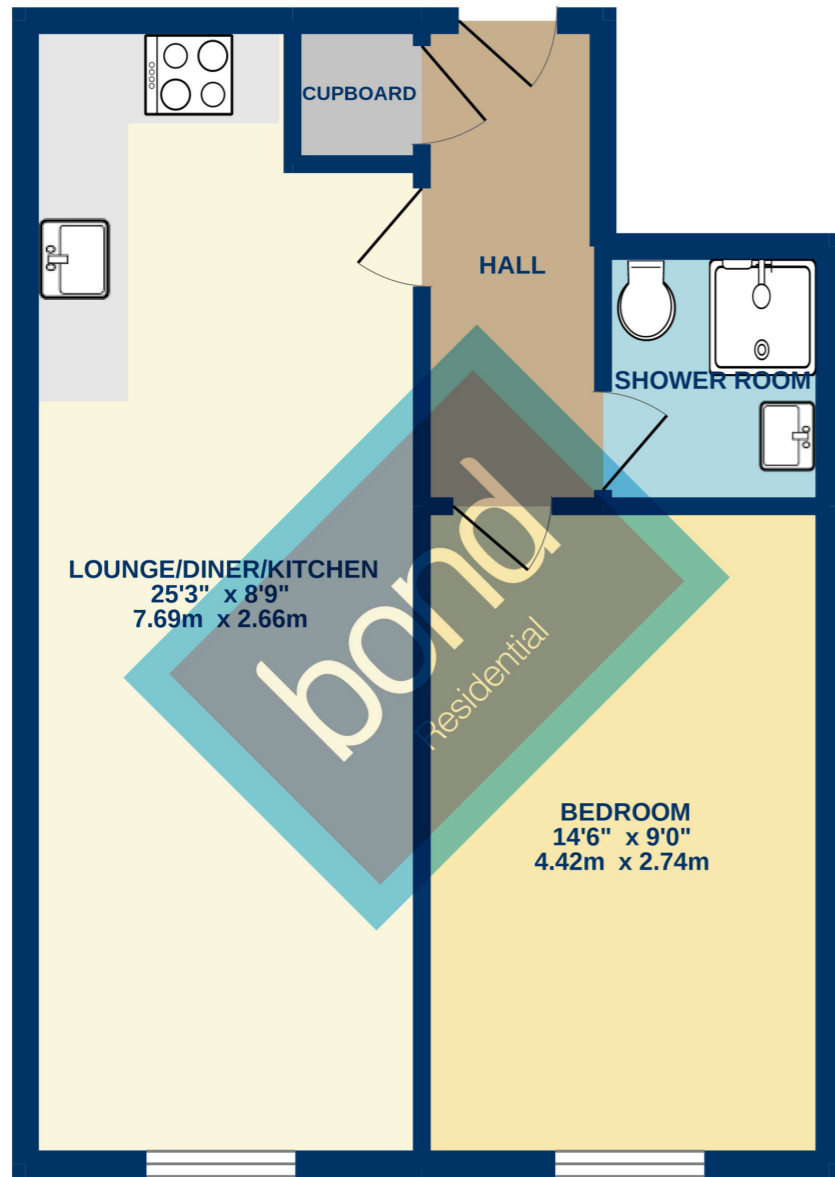 CUPBOARD
HALL
SHOWER ROOM
LOUNGE/DINER/KITCHEN
25'3" x 8'9"
7.69m x 2.66m
bond
Residential
BEDROOM
14'6" x 9'0"
4.42m x 2.74m